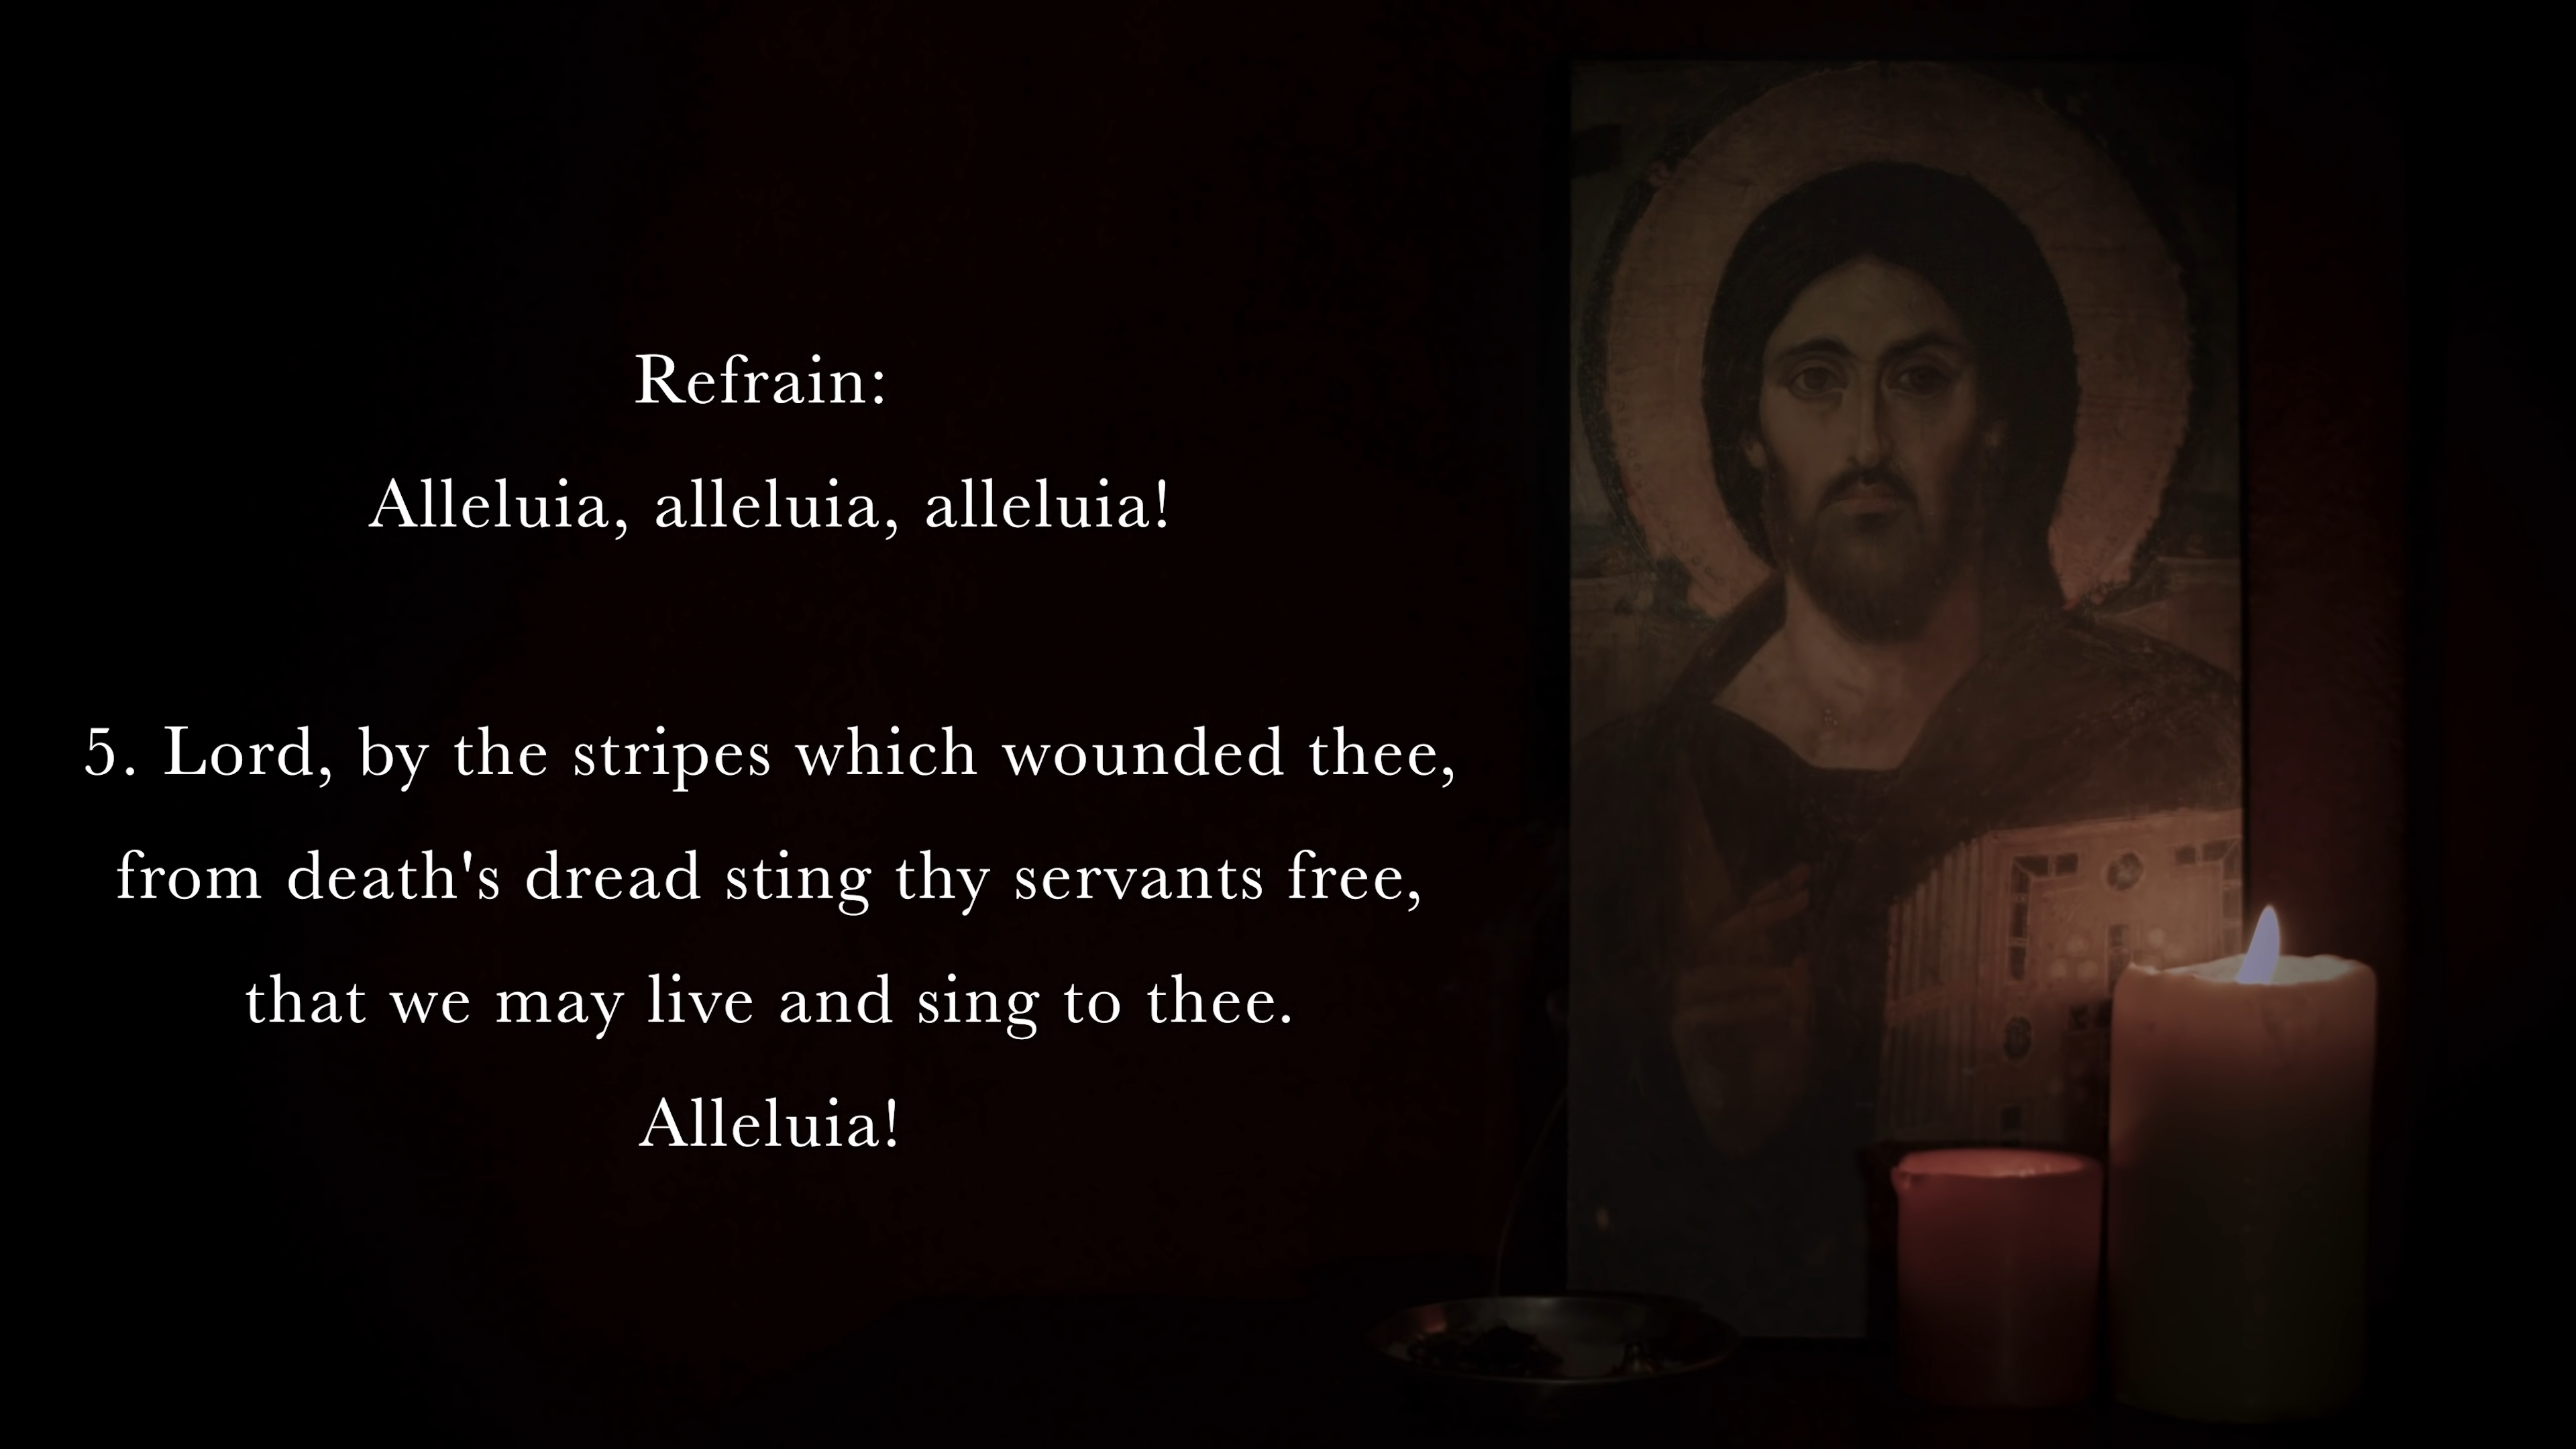 Refrain:
Alleluia, alleluia, alleluia!
5. Lord, by the stripes which wounded thee,
from death's dread sting thy servants free,
that we may live and sing to thee.
Alleluia!